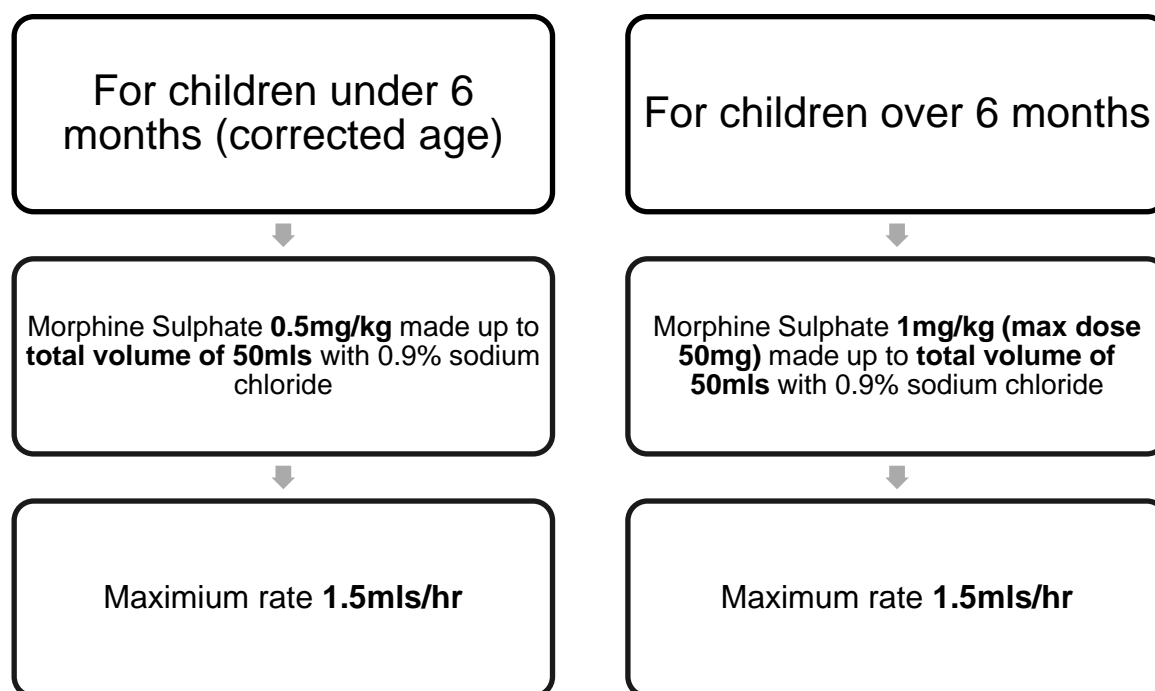 For children under 6
months (corrected age)
Morphine Sulphate 0.5mg/kg made up to
total volume of 50mls with 0.9% sodium
chloride
Maximium rate 1.5mls/hr
For children over 6 months
Morphine Sulphate 1mg/kg (max dose
50mg) made up to total volume of
50mls with 0.9% sodium chloride
Maximum rate 1.5mls/hr